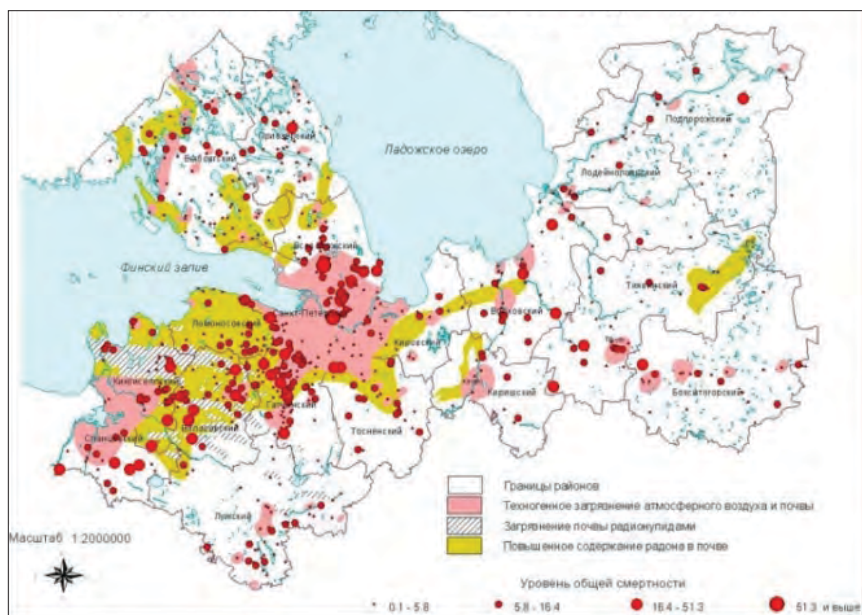 Подпорожский
Приозерский
Ладожское озеро
Выборгский
Лодейнопольский
Всеволожский
Финский залив
Тихвинский
Санкт-Петербург
Ломоносовский
Волховский
Кировский
Кингисеппский
Киришский
Бокситогорский
Гатчинский
Волосовский
Сланцевский
Тосненский
Лужский
Границы районов
Техногенное загрязнение атмосферного воздуха и почвы
Загрязнение почвы радионуклидами
Повышенное содержание радона в почве
Масштаб 1:2000000
Уровень общей смертности
0.1 - 5.8 5.8 - 16.4 16.4 - 51.3 51.3 и выше